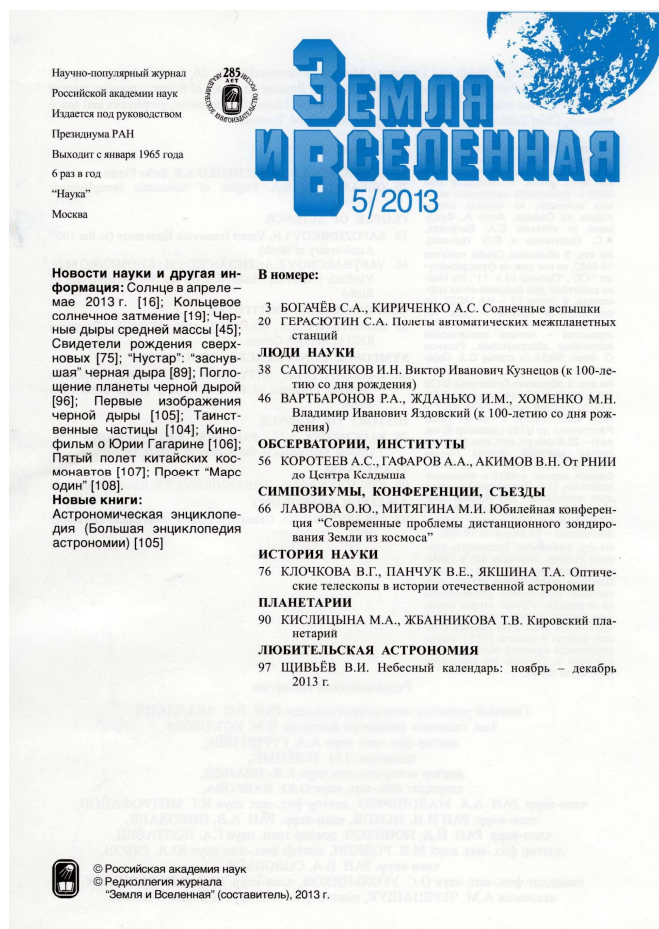 Научно-популярный журнал
Российской академии наук
Издается под руководством
Президиума РАН
Выходит с января 1965 года
6 раз в год
“Наука”
Москва
285
ЛЕТ
ЗЕМЛЯ
И ВСЕЛЕННАЯ
5/2013
Новости науки и другая ин-
формация: Солнце в апреле –
мае 2013 г. [16]; Кольцевое
солнечное затмение [19]; Чер-
ные дыры средней массы [45];
Свидетели рождения сверх-
новых [75]; “Нустар”: “заснув-
шая” черная дыра [89]; Погло-
щение планеты черной дырой
[96]; Первые изображения
черной дыры [105]; Таинст-
венные частицы [104]; Кино-
фильм о Юрии Гагарине [106];
Пятый полет китайских кос-
монавтов [107]; Проект “Марс
один” [108].
Новые книги:
Астрономическая энциклопе-
дия (Большая энциклопедия
астрономии) [105]
В номере:
3 БОГАЧЁВ С.А., КИРИЧЕНКО А.С. Солнечные вспышки
20 ГЕРАСЮТИН С.А. Полеты автоматических межпланетных
станций
ЛЮДИ НАУКИ
38 САПОЖНИКОВ И.Н. Виктор Иванович Кузнецов (к 100-ле-
тию со дня рождения)
46 ВАРТБАРОНОВ Р.А., ЖДАНЬКО И.М., ХОМЕНКО М.Н.
Владимир Иванович Яздовский (к 100-летию со дня рож-
дения)
ОБСЕРВАТОРИИ, ИНСТИТУТЫ
56 КОРОТЕЕВ А.С., ГАФАРОВ А.А., АКИМОВ В.Н. От РНИИ
до Центра Келдыша
СИМПОЗИУМЫ, КОНФЕРЕНЦИИ, СЪЕЗДЫ
66 ЛАВРОВА О.Ю., МИТЯГИНА М.И. Юбилейная конферен-
ция “Современные проблемы дистанционного зондиро-
вания Земли из космоса”
ИСТОРИЯ НАУКИ
76 КЛОЧКОВА В.Г., ПАНЧУК В.Е., ЯКШИНА Т.А. Оптиче-
ские телескопы в истории отечественной астрономии
ПЛАНЕТАРИИ
90 КИСЛИЦЫНА М.А., ЖБАННИКОВА Т.В. Кировский пла-
нетарий
ЛЮБИТЕЛЬСКАЯ АСТРОНОМИЯ
97 ЩИВЬЁВ В.И. Небесный календарь: ноябрь – декабрь
2013 г.
© Российская академия наук
© Редколлегия журнала
“Земля и Вселенная” (составитель), 2013 г.